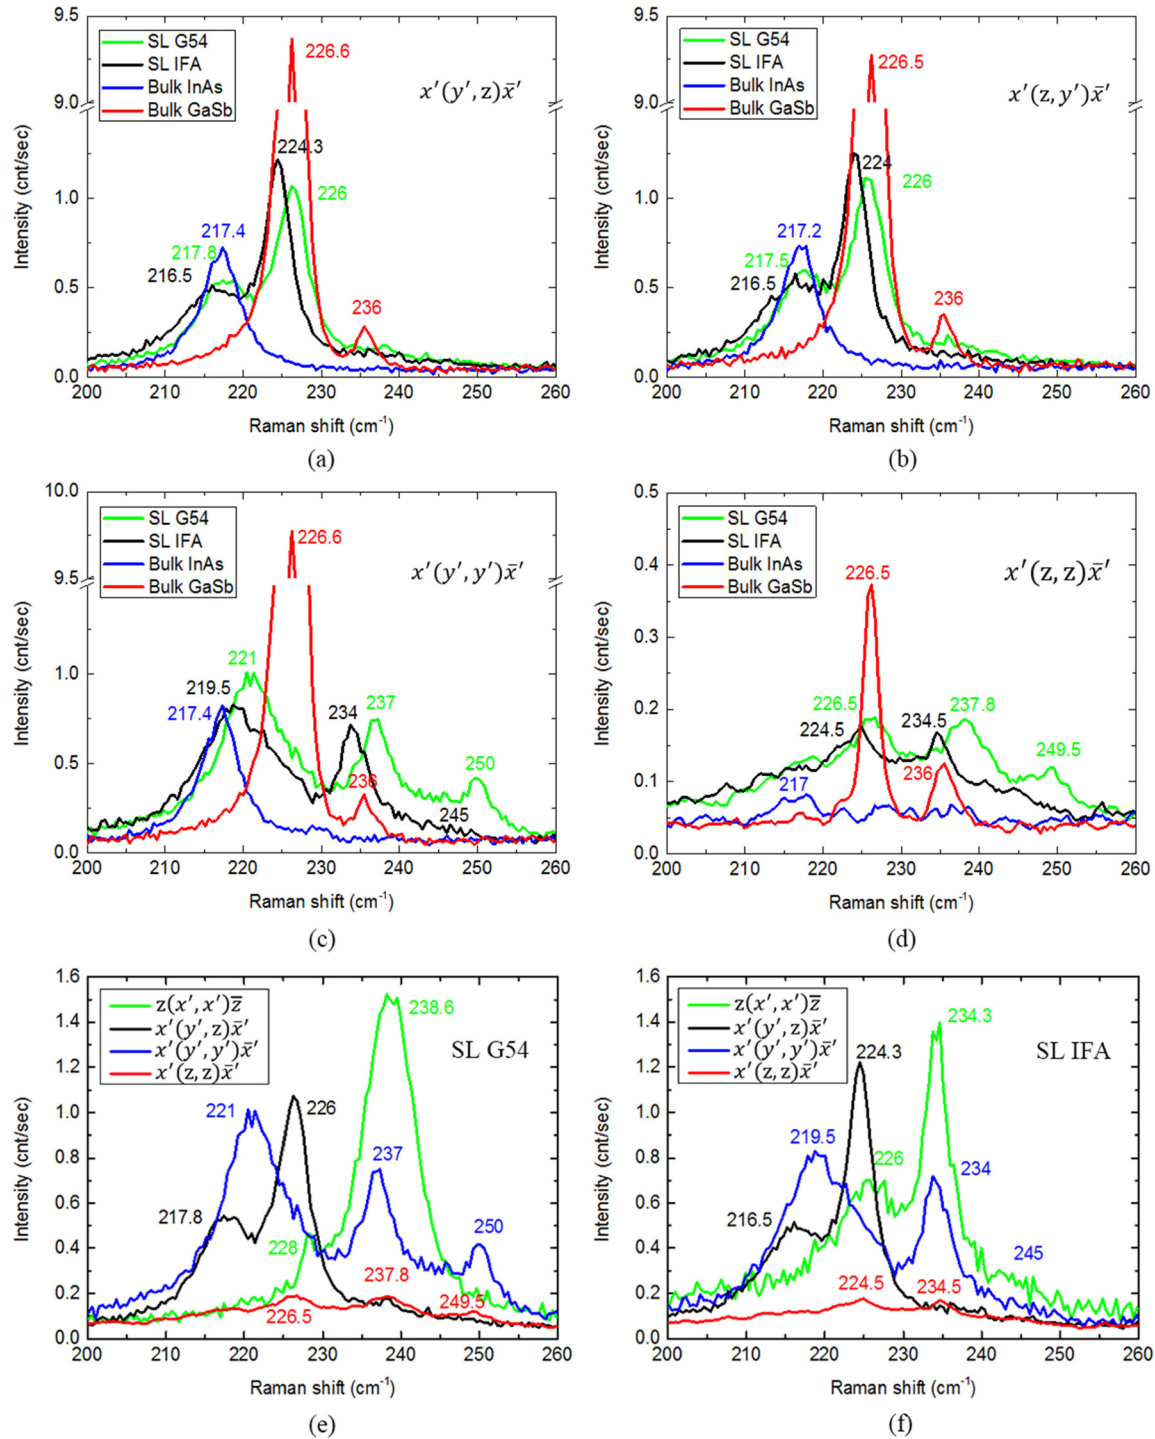 9.5
9.0
1.0
0.5
0.0
Intensity (cnt/sec)
SL G54
SL IFA
Bulk InAs
Bulk GaSb
226.6
x′(y′,z)x̄′
224.3
226
217.4
217.8
216.5
236
200 210 220 230 240 250 260
Raman shift (cm⁻¹)
(a)
9.5
9.0
1.0
0.5
0.0
Intensity (cnt/sec)
SL G54
SL IFA
Bulk InAs
Bulk GaSb
226.5
x′(z,y′)x̄′
224
226
217.2
217.5
216.5
236
200 210 220 230 240 250 260
Raman shift (cm⁻¹)
(b)
10.0
9.5
1.0
0.5
0.0
Intensity (cnt/sec)
SL G54
SL IFA
Bulk InAs
Bulk GaSb
226.6
x′(y′,y′)x̄′
221
219.5
217.4
237
234
250
236
245
200 210 220 230 240 250 260
Raman shift (cm⁻¹)
(c)
0.5
0.4
0.3
0.2
0.1
0.0
Intensity (cnt/sec)
SL G54
SL IFA
Bulk InAs
Bulk GaSb
x′(z,z)x̄′
226.5
226.5
237.8
224.5
234.5
249.5
217
236
200 210 220 230 240 250 260
Raman shift (cm⁻¹)
(d)
1.6
1.4
1.2
1.0
0.8
0.6
0.4
0.2
0.0
Intensity (cnt/sec)
z(x′,x′)z̄
x′(y′,z)x̄′
x′(y′,y′)x̄′
x′(z,z)x̄′
238.6
SL G54
221
226
237
217.8
228
250
237.8
226.5
249.5
200 210 220 230 240 250 260
Raman shift (cm⁻¹)
(e)
1.6
1.4
1.2
1.0
0.8
0.6
0.4
0.2
0.0
Intensity (cnt/sec)
z(x′,x′)z̄
x′(y′,z)x̄′
x′(y′,y′)x̄′
x′(z,z)x̄′
234.3
SL IFA
224.3
219.5
226
234
216.5
245
224.5
234.5
200 210 220 230 240 250 260
Raman shift (cm⁻¹)
(f)